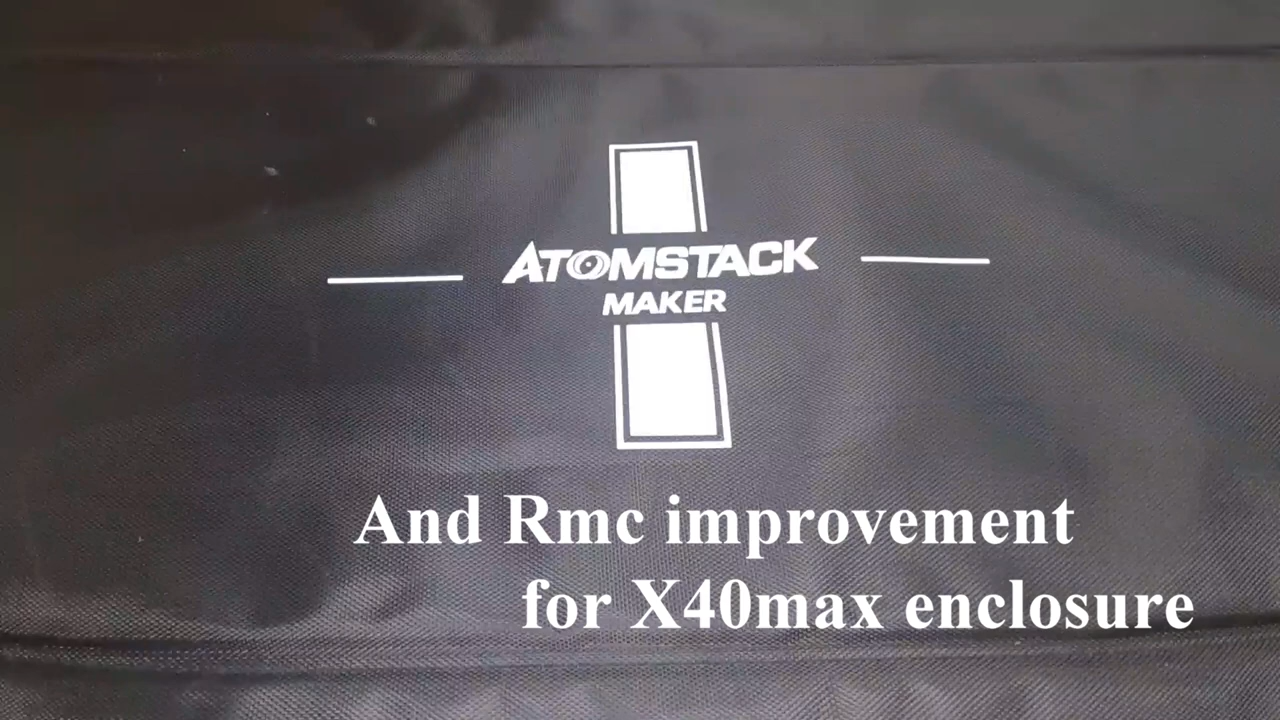 ATOMSTACK
MAKER
And Rmc improvement
for X40max enclosure